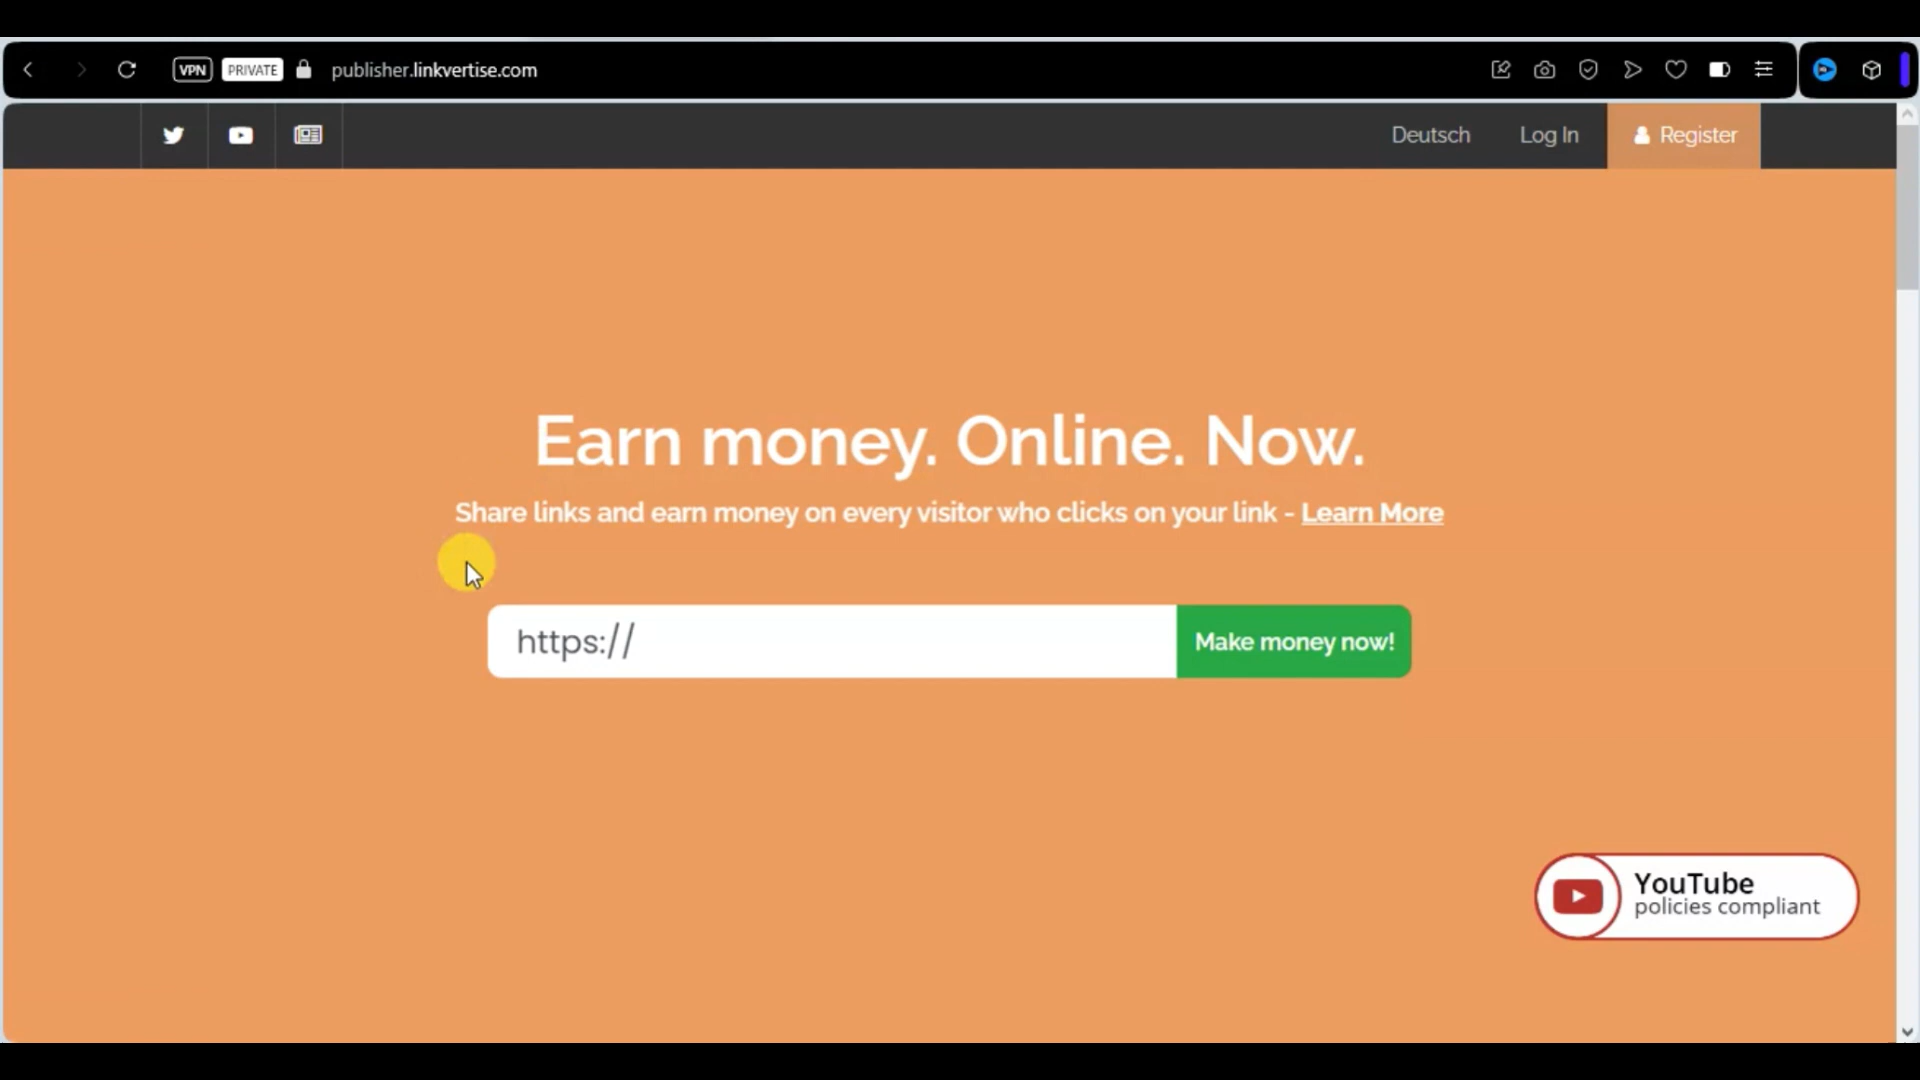 VPN PRIVATE publisher.linkvertise.com
Deutsch Log In Register
Earn money. Online. Now.
Share links and earn money on every visitor who clicks on your link - Learn More
https:// Make money now!
YouTube
policies compliant